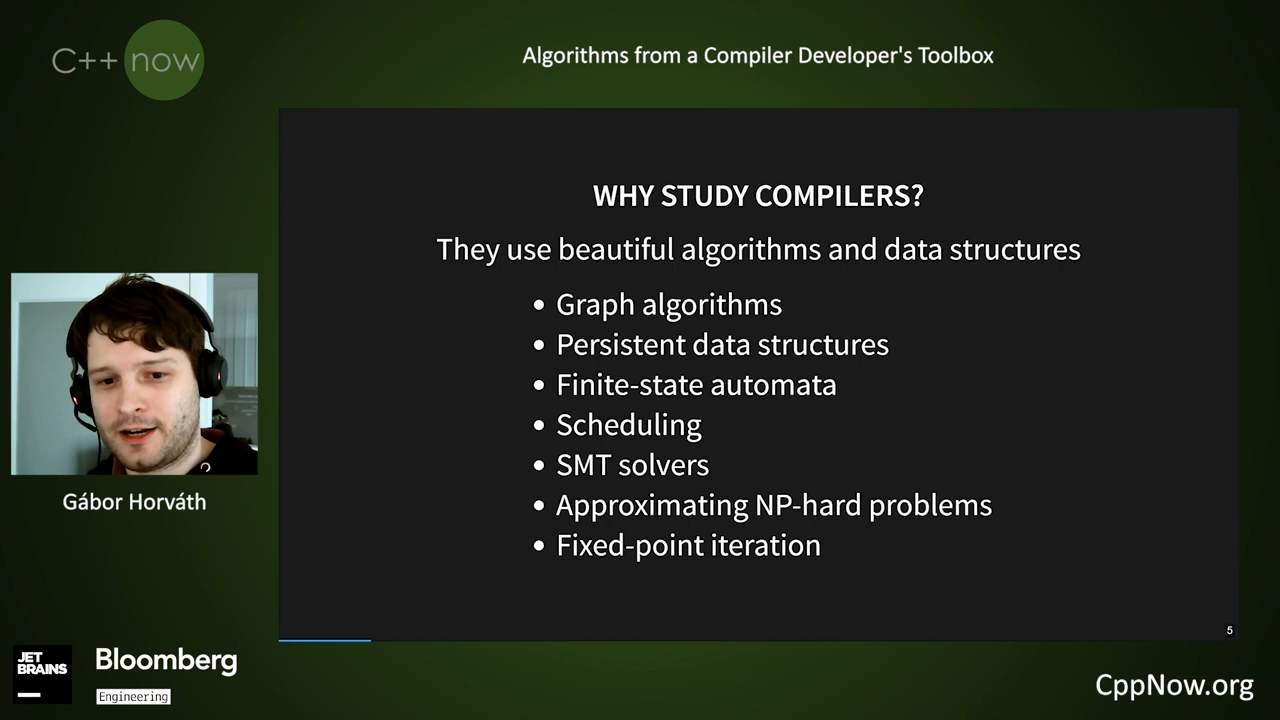 C++ now
Algorithms from a Compiler Developer's Toolbox
WHY STUDY COMPILERS?
They use beautiful algorithms and data structures
• Graph algorithms
• Persistent data structures
• Finite-state automata
• Scheduling
• SMT solvers
• Approximating NP-hard problems
• Fixed-point iteration
5
Gábor Horváth
JET
BRAINS
Bloomberg
Engineering
CppNow.org